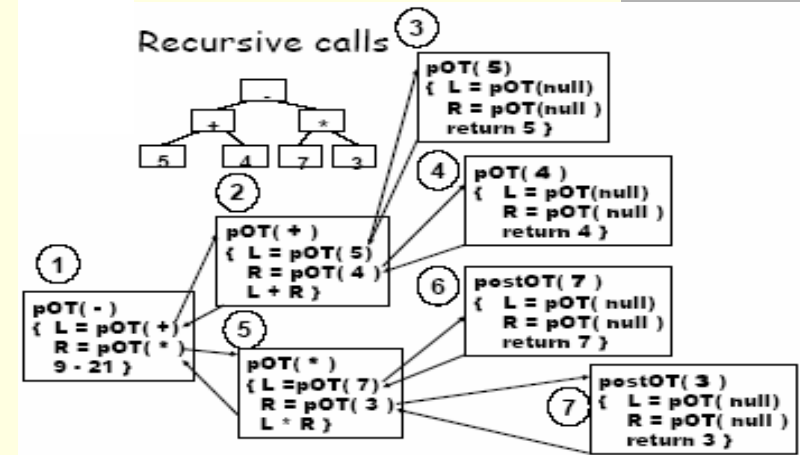 Recursive calls
-
+ *
5 4 7 3
1
pOT( - )
{ L = pOT( +)
R = pOT( * )
9 - 21 }
2
pOT( + )
{ L = pOT( 5)
R = pOT( 4 )
L + R }
3
pOT( 5)
{ L = pOT(null)
R = pOT(null )
return 5 }
4
pOT( 4 )
{ L = pOT(null)
R = pOT( null )
return 4 }
5
pOT( * )
{ L =pOT( 7)
R = pOT( 3 )
L * R }
6
postOT( 7 )
{ L = pOT( null)
R = pOT( null )
return 7 }
7
postOT( 3 )
{ L = pOT( null)
R = pOT( null )
return 3 }